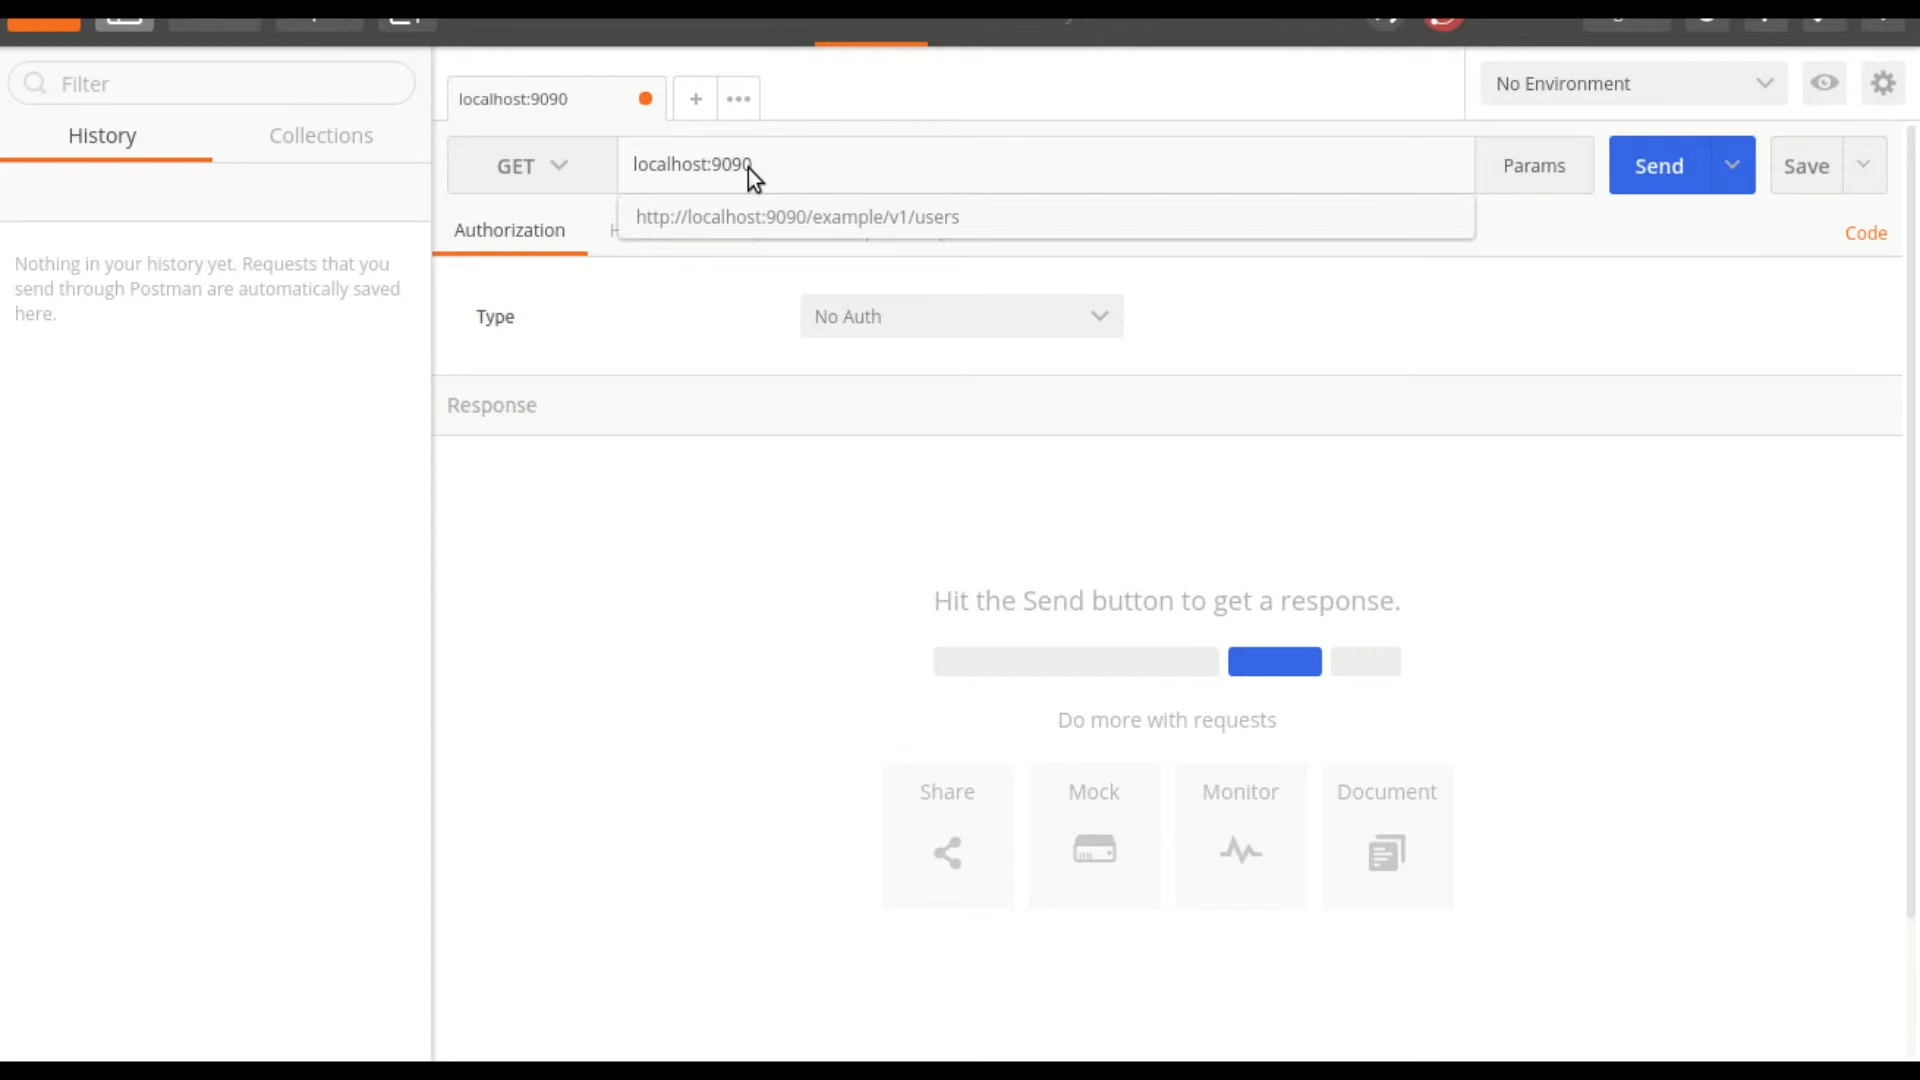 Filter
History
Collections
Nothing in your history yet. Requests that you
send through Postman are automatically saved
here.
localhost:9090
No Environment
GET
localhost:9090
Params
Send
Save
http://localhost:9090/example/v1/users
Authorization
Code
Type
No Auth
Response
Hit the Send button to get a response.
Do more with requests
Share
Mock
Monitor
Document